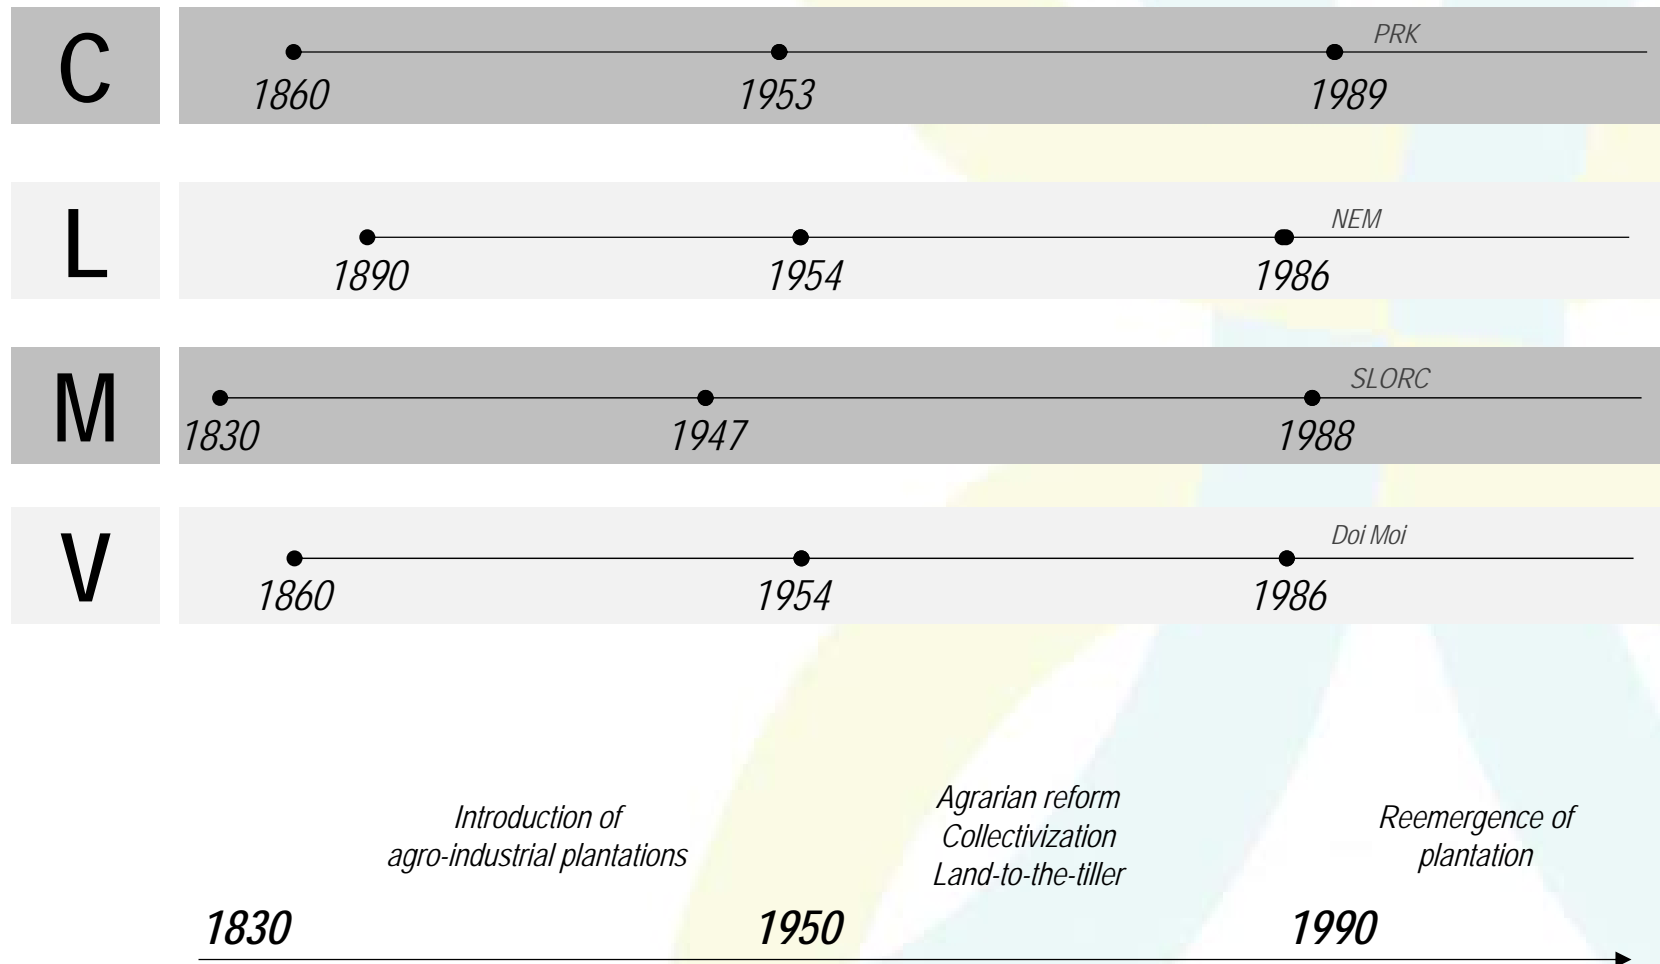 C
PRK
1860 1953 1989
L
NEM
1890 1954 1986
M
SLORC
1830 1947 1988
V
Doi Moi
1860 1954 1986
Introduction of
agro-industrial plantations
Agrarian reform
Collectivization
Land-to-the-tiller
Reemergence of
plantation
1830 1950 1990